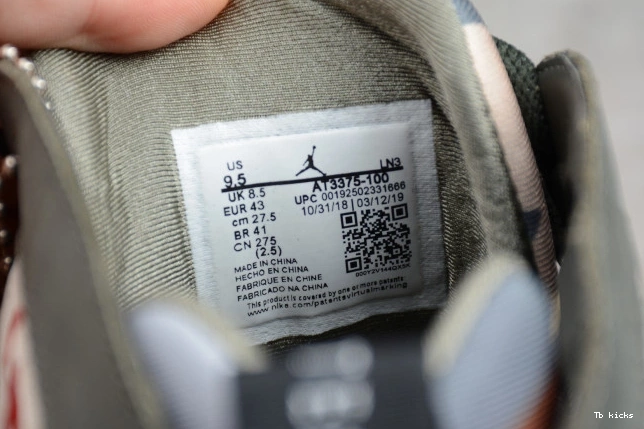 US
9.5
LN3
AT3375-100
UK 8.5
UPC 00192502331666
EUR 43
10/31/18 | 03/12/19
cm 27.5
BR 41
CN 275
(2.5)
MADE IN CHINA
HECHO EN CHINA
FABRIQUE EN CHINE
FABRICADO NA CHINA
This product is covered by one or more patents
www.nike.com/patentsvirtualmarking
Tb kicks